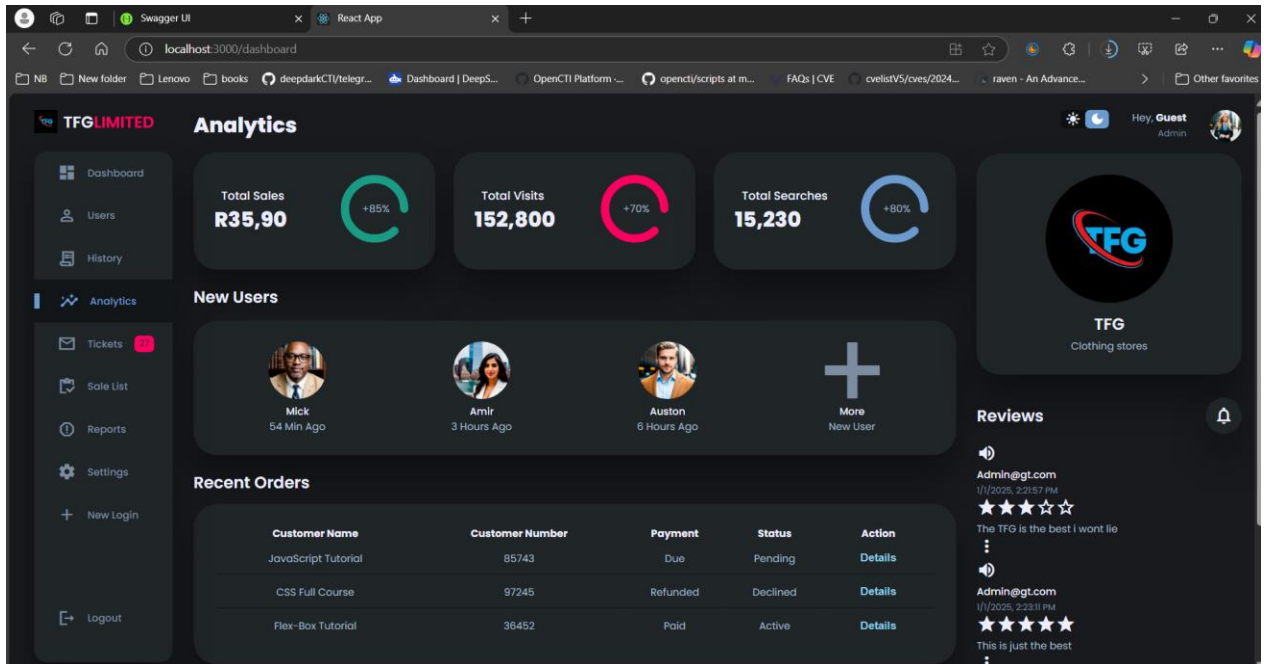 Swagger UI
React App
localhost:3000/dashboard
NB
New folder
Lenovo
books
deepdarkCTI/telegr...
Dashboard | DeepS...
OpenCTI Platform -...
opencti/scripts at m...
FAQs | CVE
cvelistV5/cves/2024...
raven - An Advance...
Other favorites
TFGLIMITED
Dashboard
Users
History
Analytics
Tickets 27
Sale List
Reports
Settings
New Login
Logout
Analytics
Total Sales
R35,90
+85%
Total Visits
152,800
+70%
Total Searches
15,230
+80%
New Users
Mick
54 Min Ago
Amir
3 Hours Ago
Auston
6 Hours Ago
More
New User
Recent Orders
Customer Name Customer Number Payment Status Action
JavaScript Tutorial 85743 Due Pending Details
CSS Full Course 97245 Refunded Declined Details
Flex-Box Tutorial 36452 Paid Active Details
Hey, Guest
Admin
TFG
TFG
Clothing stores
Reviews
Admin@gt.com
1/1/2025, 2:21:57 PM
The TFG is the best i wont lie
Admin@gt.com
1/1/2025, 2:23:11 PM
This is just the best